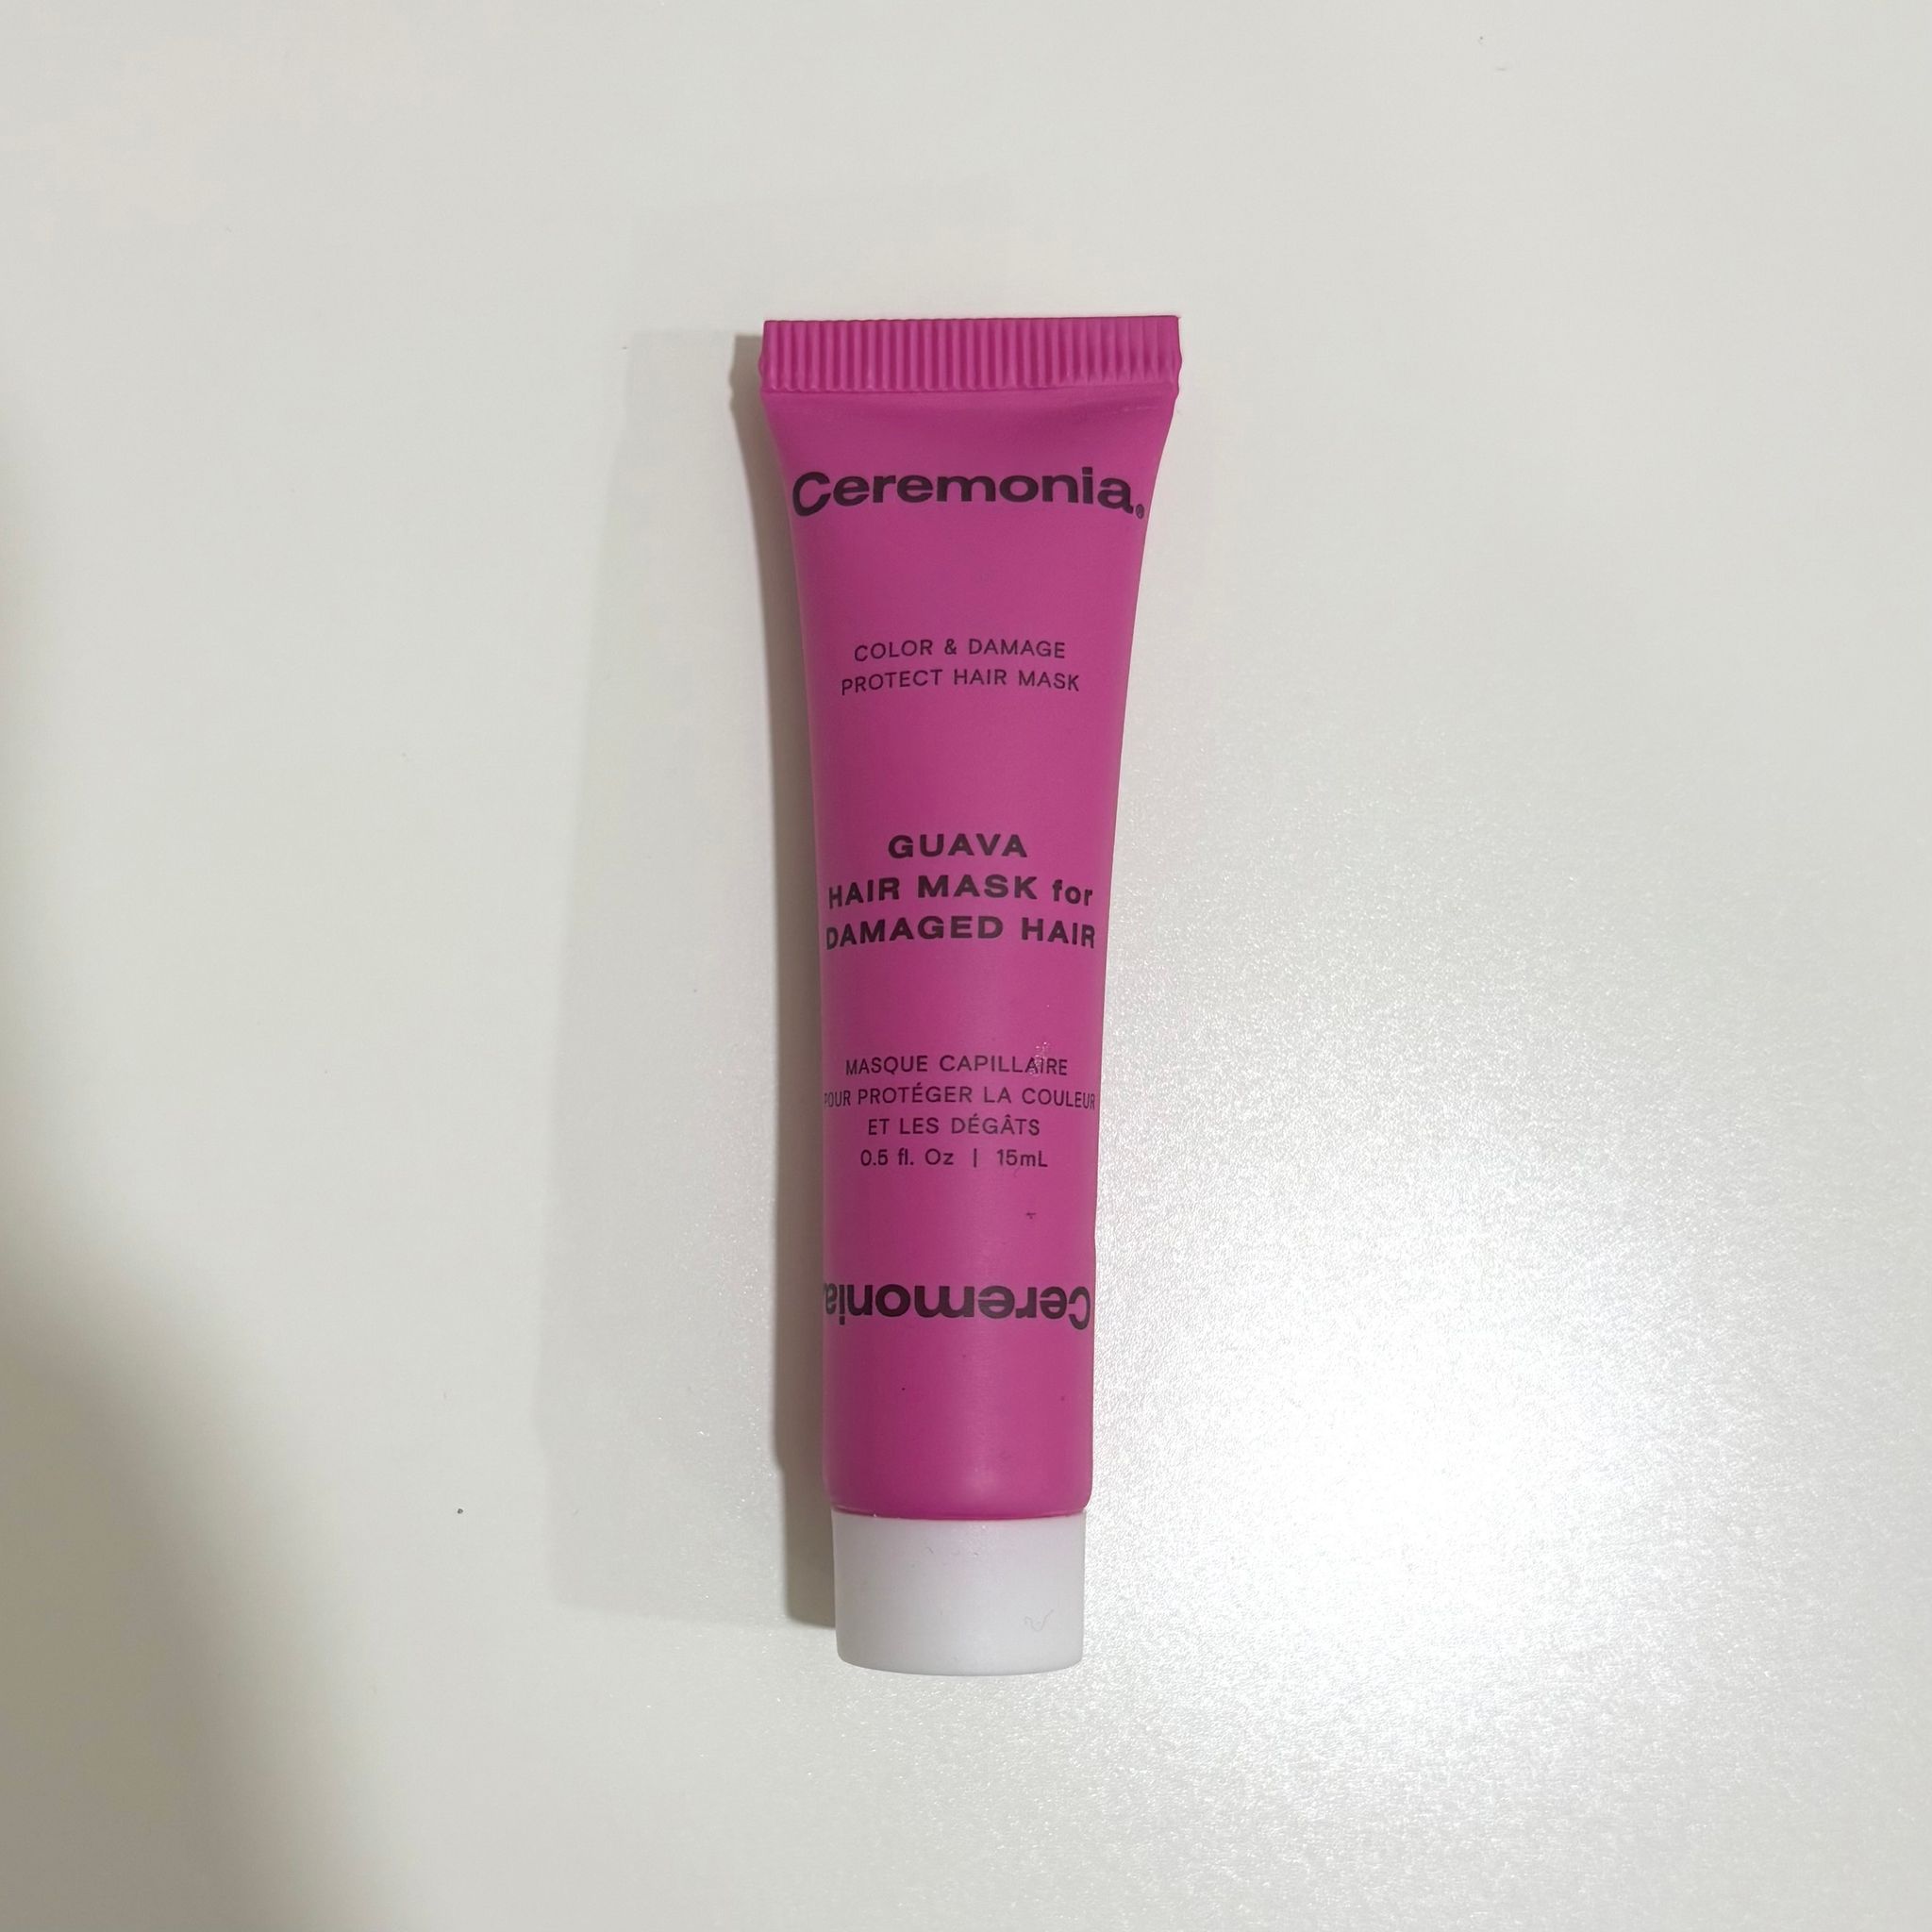 Ceremonia.
COLOR & DAMAGE
PROTECT HAIR MASK
GUAVA
HAIR MASK for
DAMAGED HAIR
MASQUE CAPILLAIRE
POUR PROTÉGER LA COULEUR
ET LES DÉGÂTS
0.5 fl. Oz | 15mL
Ceremonia.